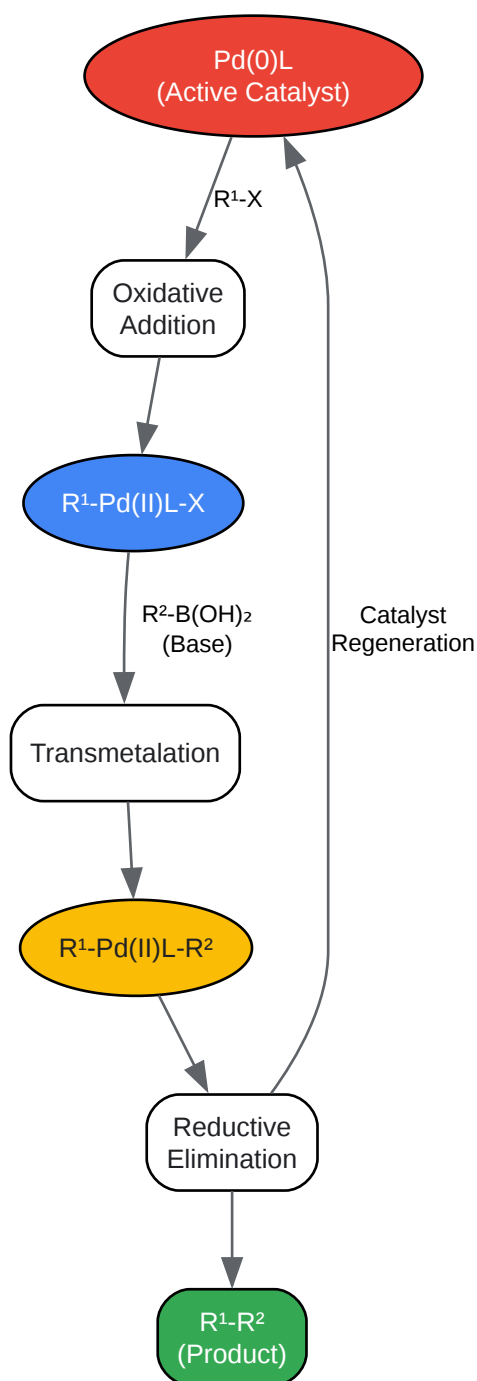 Pd(0)L
(Active Catalyst)
R¹-X
Oxidative
Addition
R¹-Pd(II)L-X
R²-B(OH)₂
(Base)
Catalyst
Regeneration
Transmetalation
R¹-Pd(II)L-R²
Reductive
Elimination
R¹-R²
(Product)